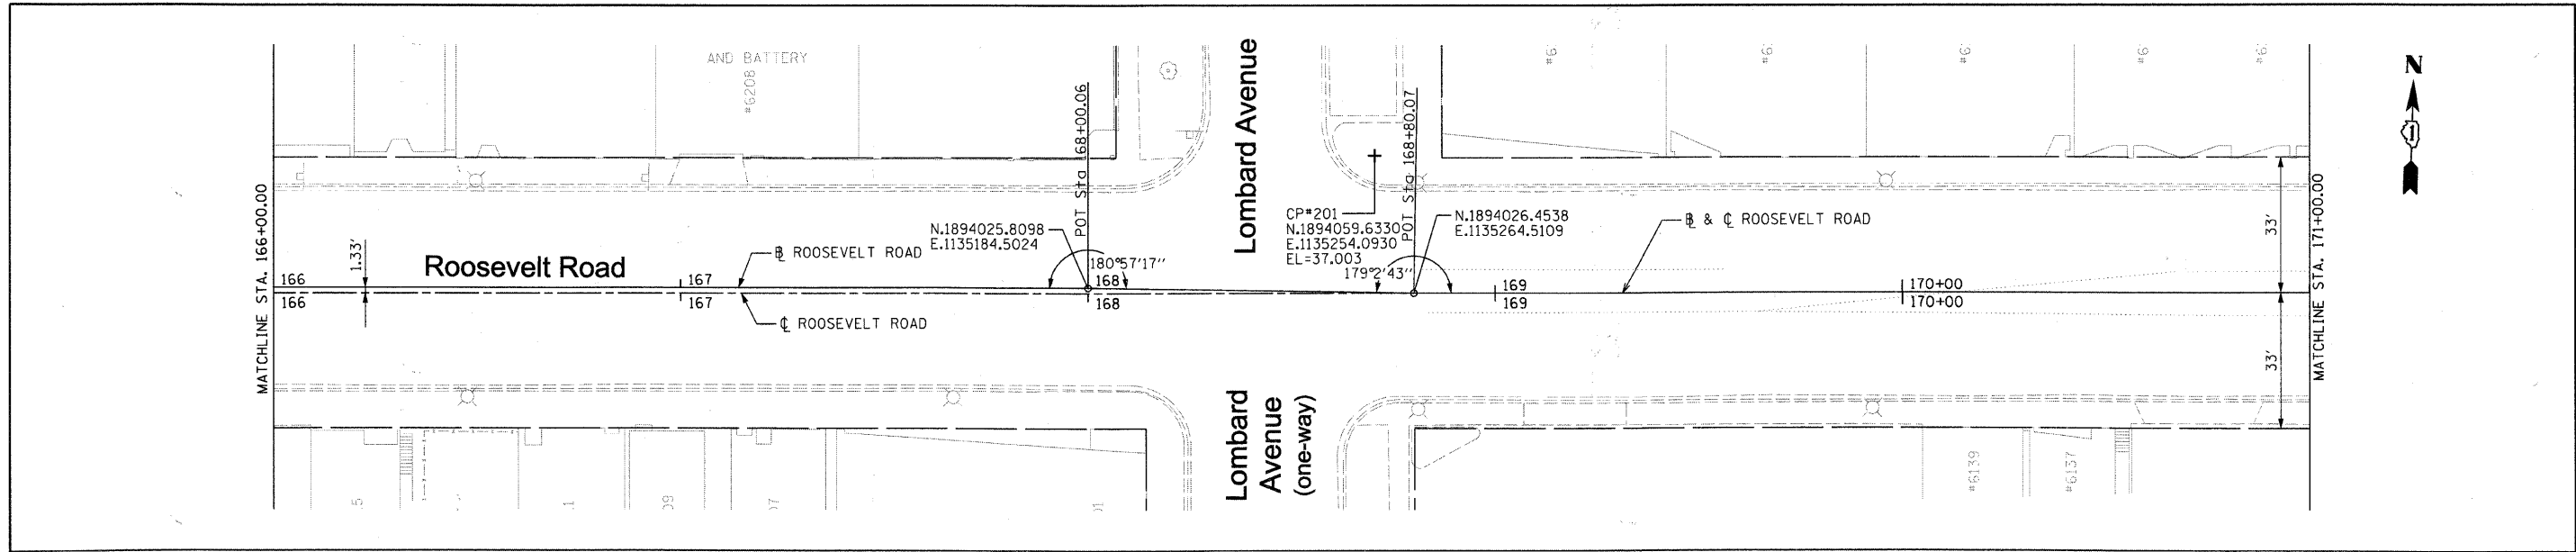 AND BATTERY
#6208
Lombard Avenue
N
1
MATCHLINE STA. 166+00.00
1.33'
Roosevelt Road
166
166
167
167
B ROOSEVELT ROAD
℄ ROOSEVELT ROAD
N.1894025.8098
E.1135184.5024
POT Sta 168+00.06
180°57'17''
168
168
CP#201
N.1894059.6330
E.1135254.0930
EL=37.003
179°2'43''
POT Sta 168+80.07
N.1894026.4538
E.1135264.5109
B & ℄ ROOSEVELT ROAD
169
169
170+00
170+00
33'
33'
MATCHLINE STA. 171+00.00
Lombard
Avenue
(one-way)
#6139
#6137